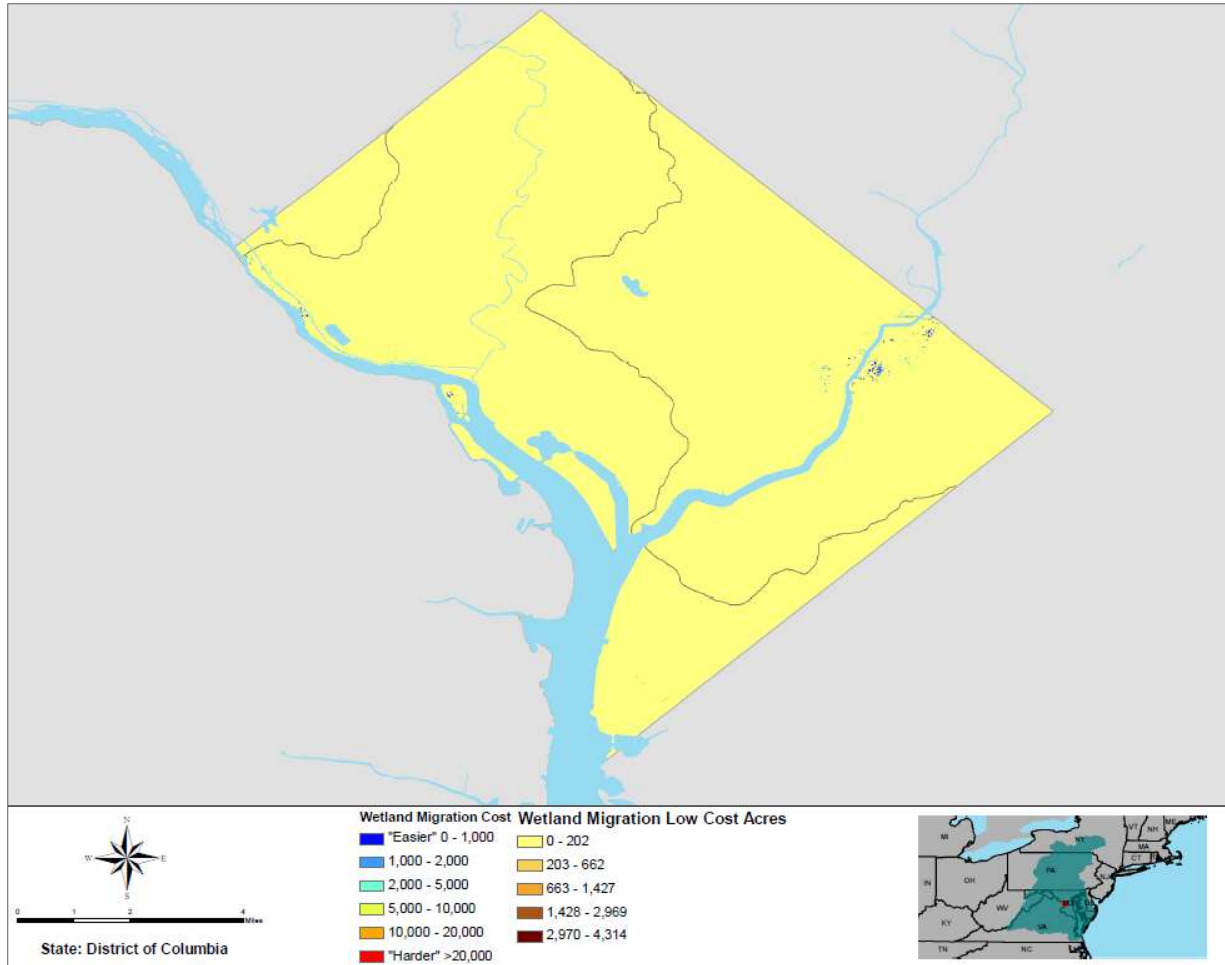 N
W
E
S
0
1
2
4
Miles
State: District of Columbia
Wetland Migration Cost
"Easier" 0 - 1,000
1,000 - 2,000
2,000 - 5,000
5,000 - 10,000
10,000 - 20,000
"Harder" >20,000
Wetland Migration Low Cost Acres
0 - 202
203 - 662
663 - 1,427
1,428 - 2,969
2,970 - 4,314
MI
NY
VT
NH
ME
MA
CT
PA
NJ
IN
OH
WV
KY
VA
TN
NC